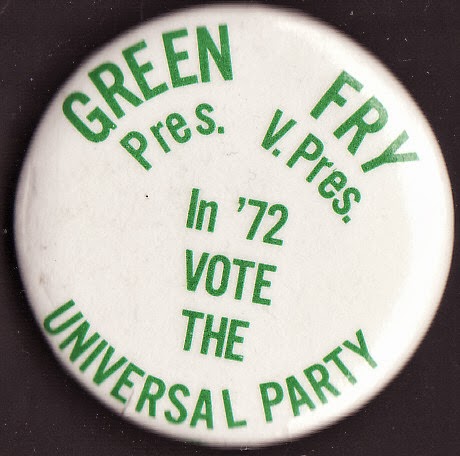 GREEN FRY
Pres. V. Pres.
In '72
VOTE
THE
UNIVERSAL PARTY